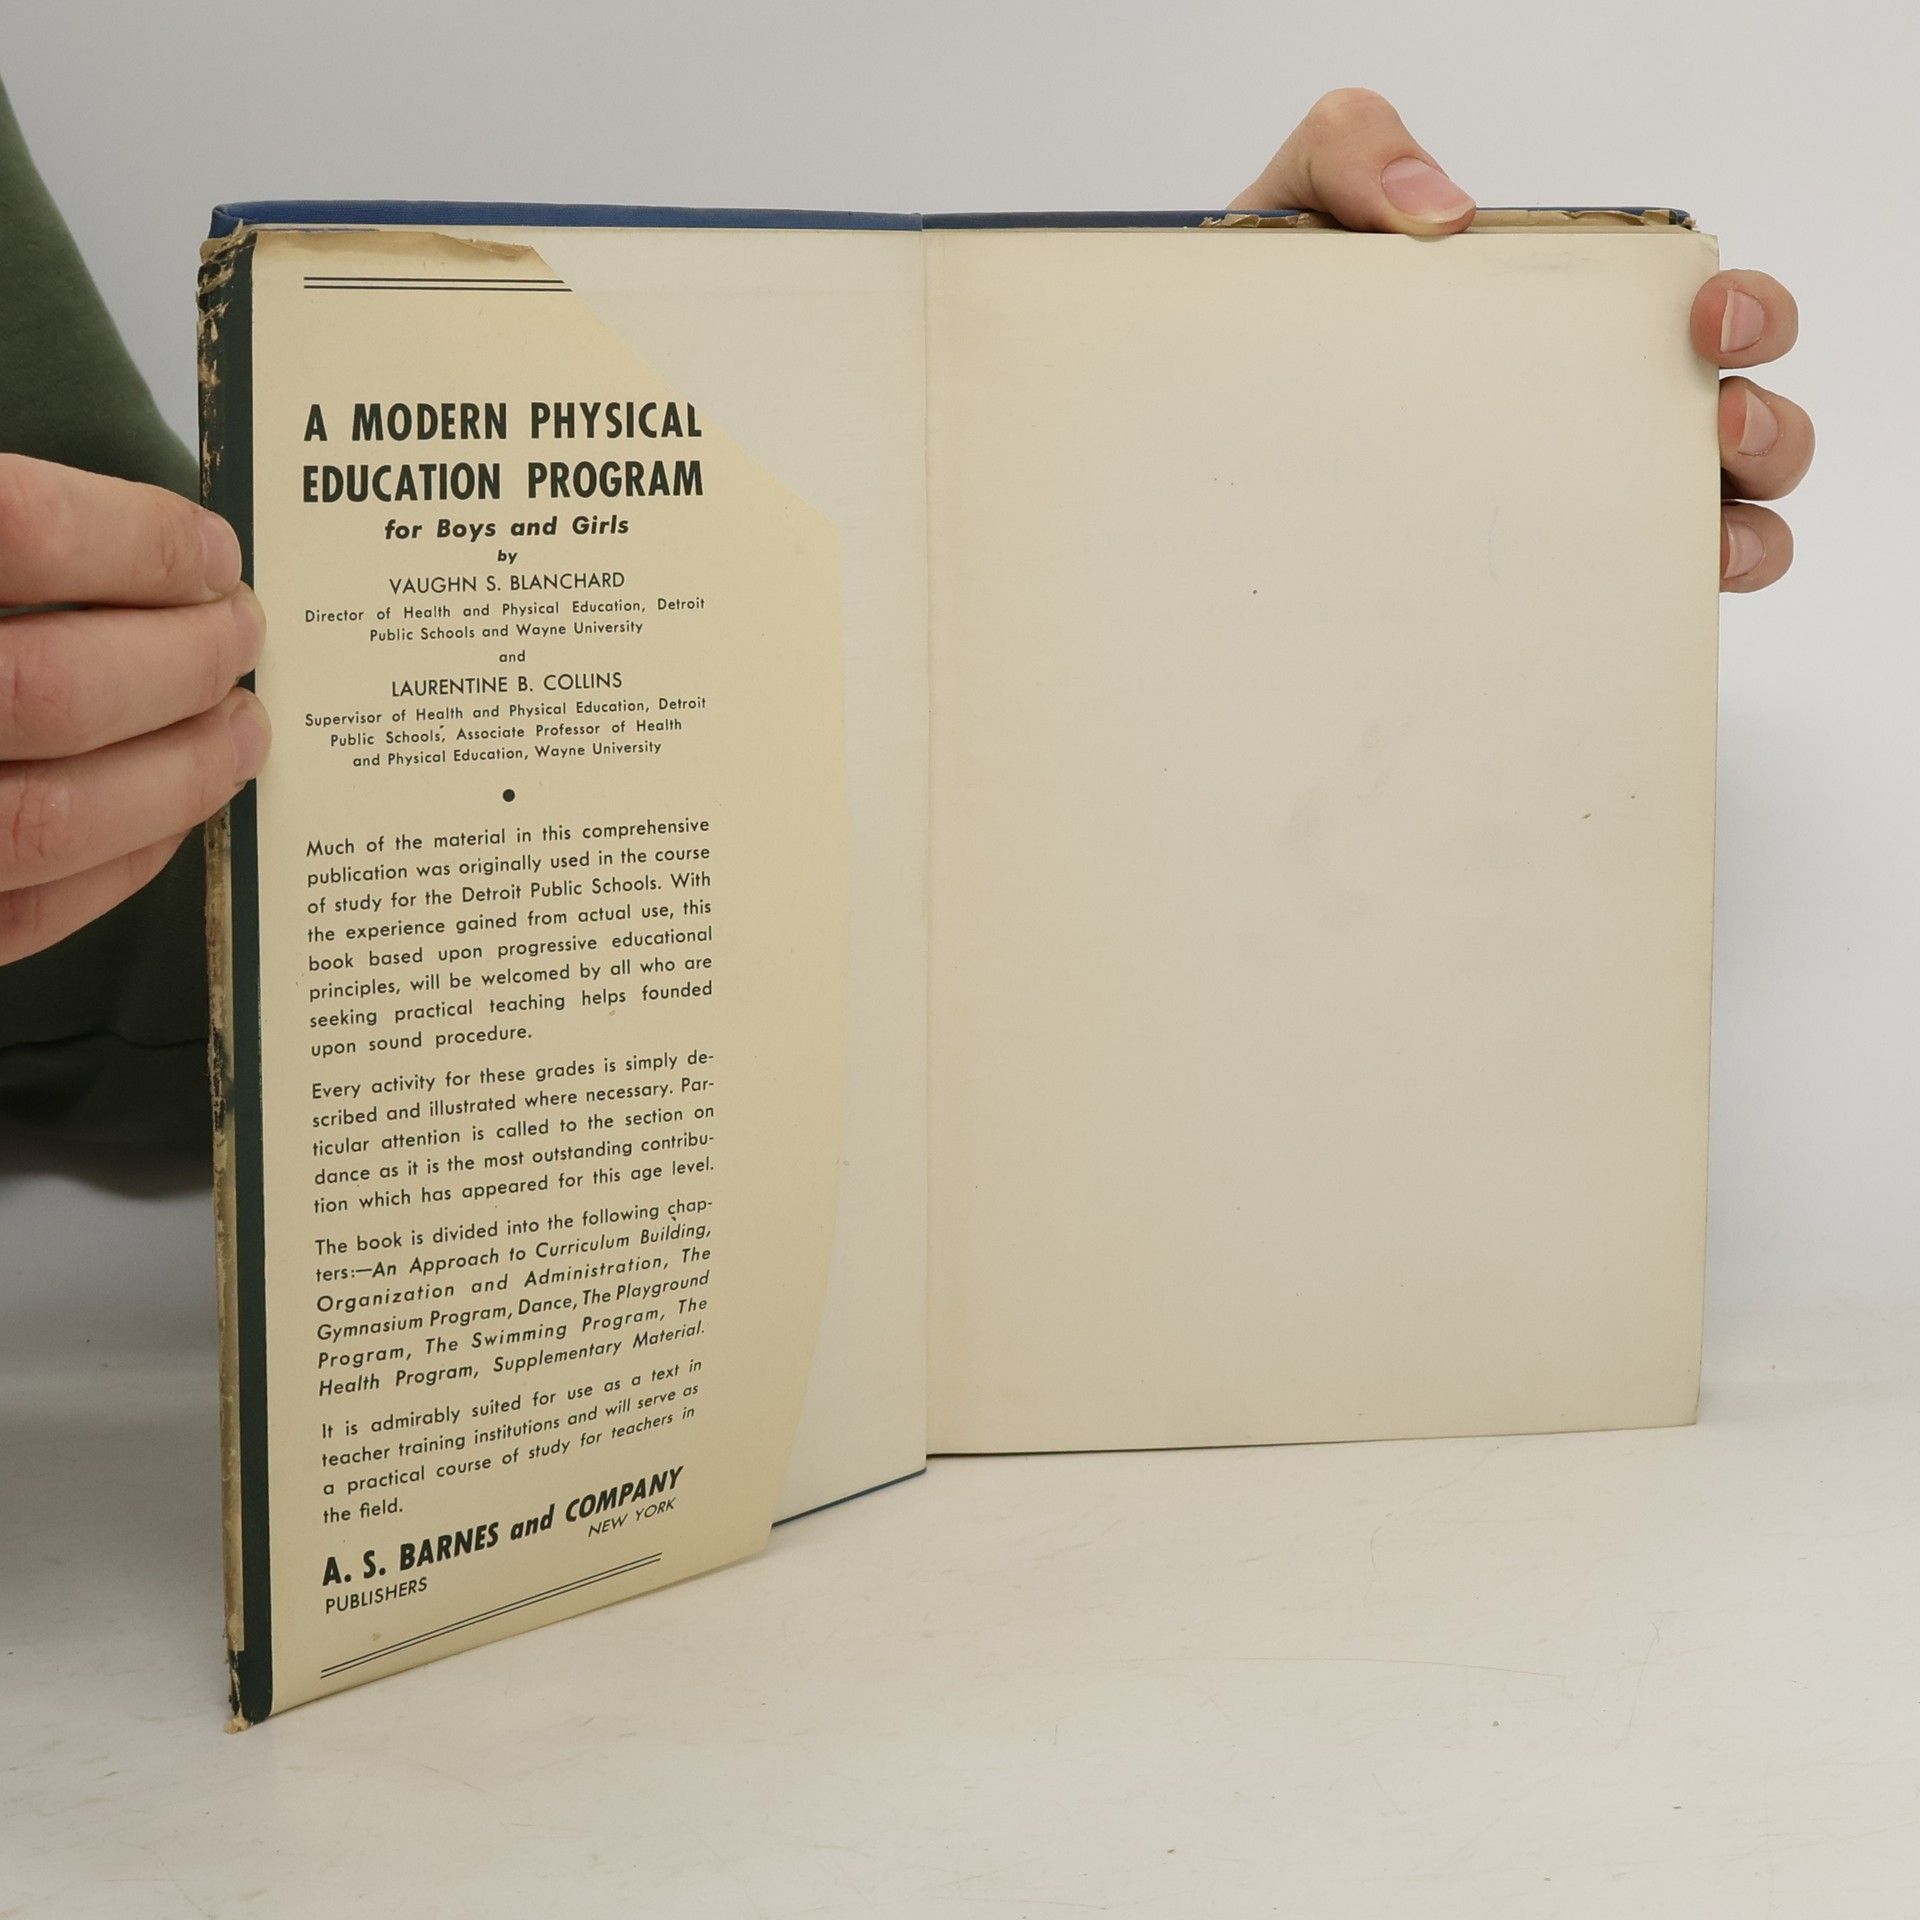 A MODERN PHYSICAL
EDUCATION PROGRAM
for Boys and Girls
by
VAUGHN S. BLANCHARD
Director of Health and Physical Education, Detroit
Public Schools and Wayne University
and
LAURENTINE B. COLLINS
Supervisor of Health and Physical Education, Detroit
Public Schools, Associate Professor of Health
and Physical Education, Wayne University
Much of the material in this comprehensive
publication was originally used in the course
of study for the Detroit Public Schools. With
the experience gained from actual use, this
book based upon progressive educational
principles, will be welcomed by all who are
seeking practical teaching helps founded
upon sound procedure.
Every activity for these grades is simply de-
scribed and illustrated where necessary. Par-
ticular attention is called to the section on
dance as it is the most outstanding contribu-
tion which has appeared for this age level.
The book is divided into the following chap-
ters:—An Approach to Curriculum Building,
Organization and Administration, The
Gymnasium Program, Dance, The Playground
Program, The Swimming Program, The
Health Program, Supplementary Material.
It is admirably suited for use as a text in
teacher training institutions and will serve as
a practical course of study for teachers in
the field.
A. S. BARNES and COMPANY
PUBLISHERS NEW YORK